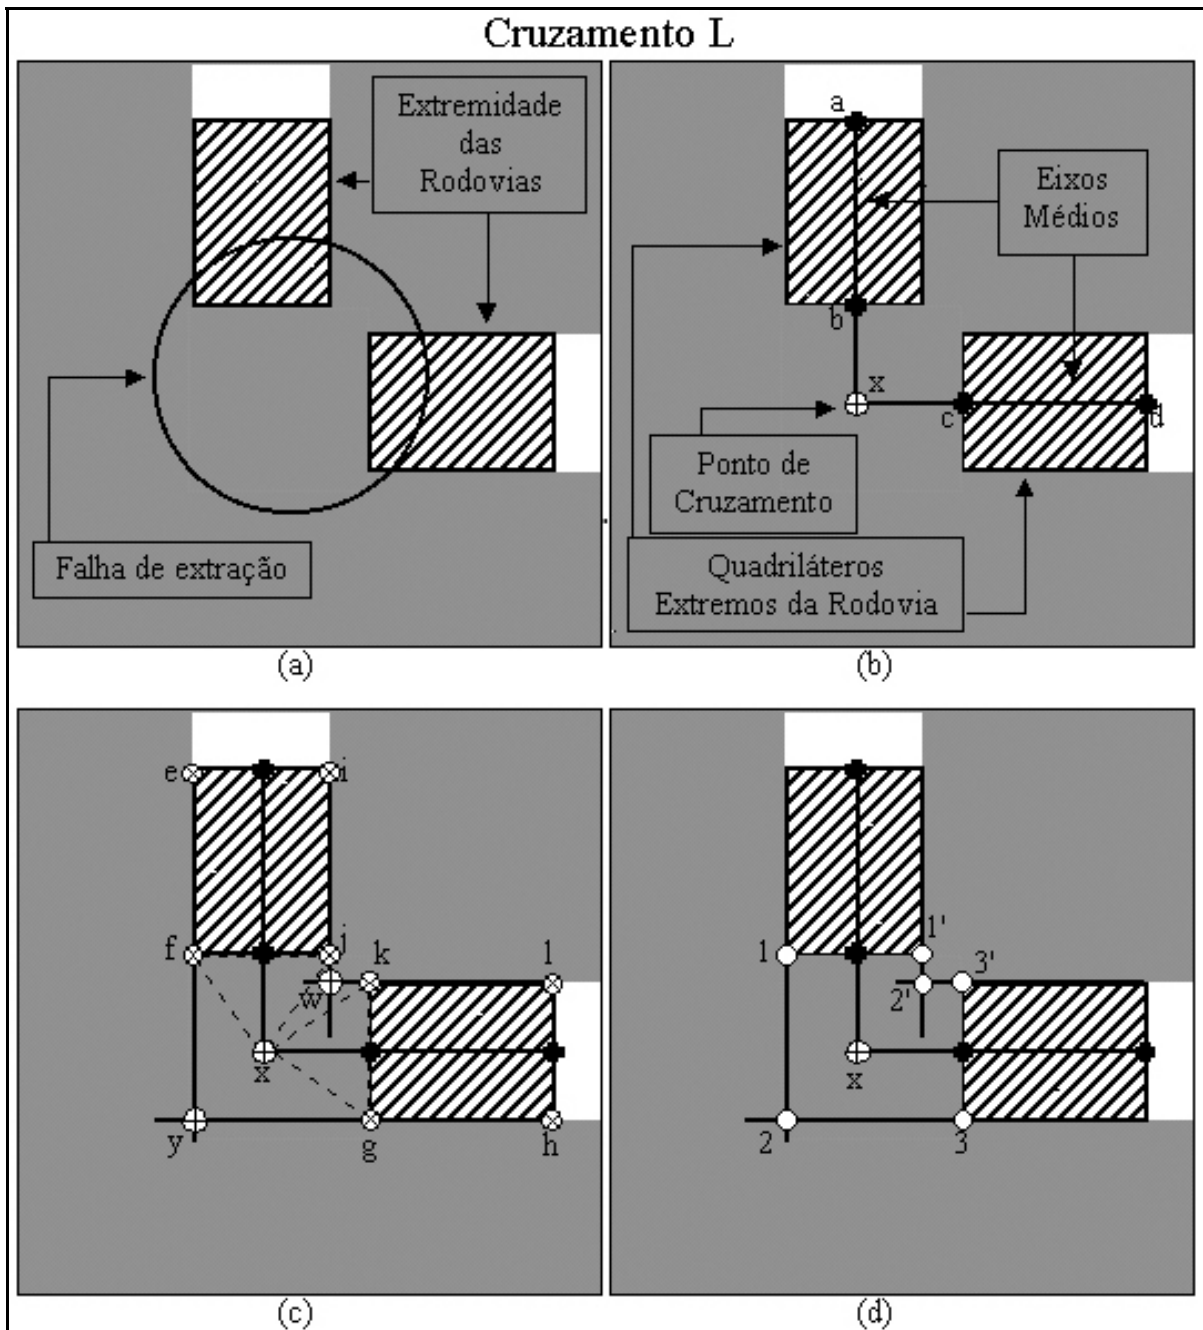 Cruzamento L
Extremidade
das
Rodovias
Falha de extração
(a)
a
Eixos
Médios
b
x
c
d
Ponto de
Cruzamento
Quadriláteros
Extremos da Rodovia
(b)
e
i
f
j
k
l
w
x
y
g
h
(c)
1
1'
3'
2'
x
2
3
(d)